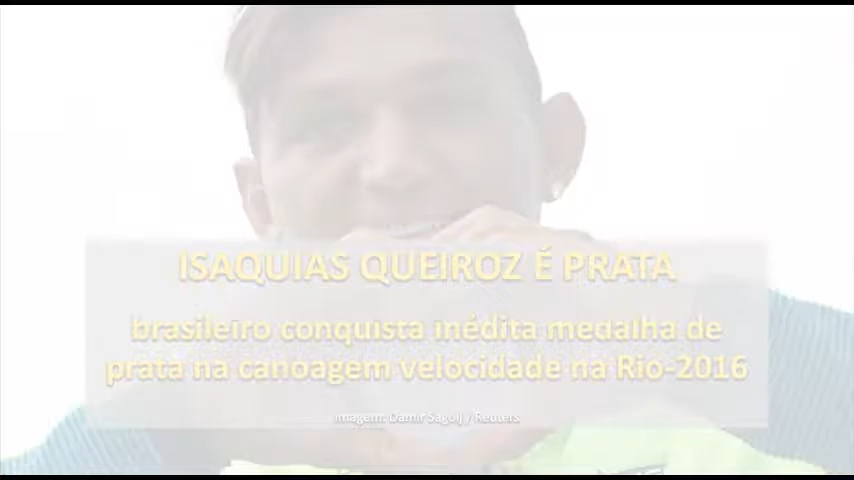 ISAQUIAS QUEIROZ É PRATA
brasileiro conquista inédita medalha de
prata na canoagem velocidade na Rio-2016
imagem: Damir Sagolj / Reuters